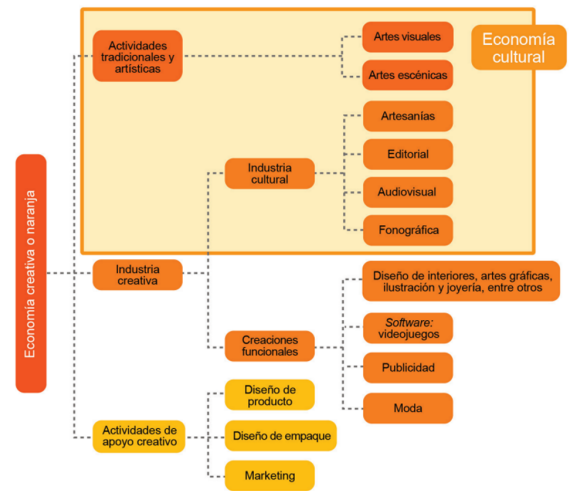 Economía
cultural
Actividades
tradicionales y
artísticas
Artes visuales
Artes escénicas
Artesanías
Industria
cultural
Editorial
Audiovisual
Fonográfica
Economía creativa o naranja
Industria
creativa
Diseño de interiores, artes gráficas,
ilustración y joyería, entre otros
Creaciones
funcionales
Software:
videojuegos
Publicidad
Moda
Actividades de
apoyo creativo
Diseño de
producto
Diseño de empaque
Marketing